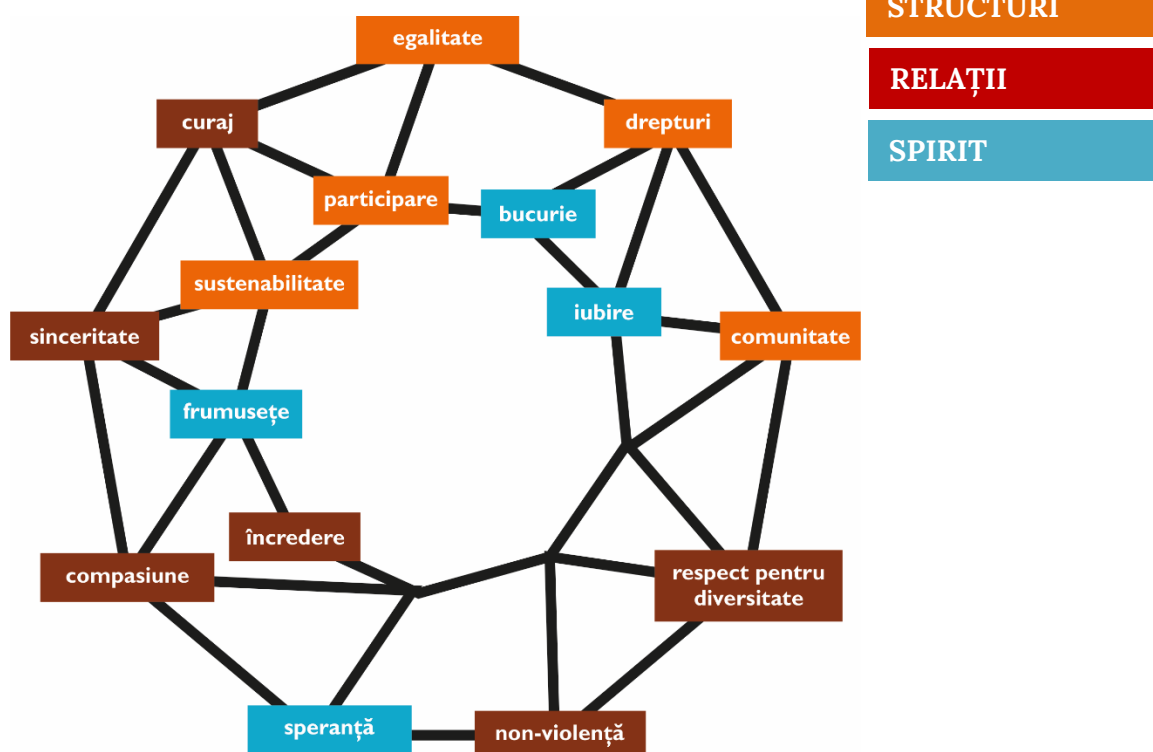 STRUCTURI
RELAȚII
SPIRIT
egalitate
curaj
drepturi
participare
bucurie
sustenabilitate
iubire
sinceritate
comunitate
frumusețe
încredere
compasiune
respect pentru
diversitate
speranță
non-violență